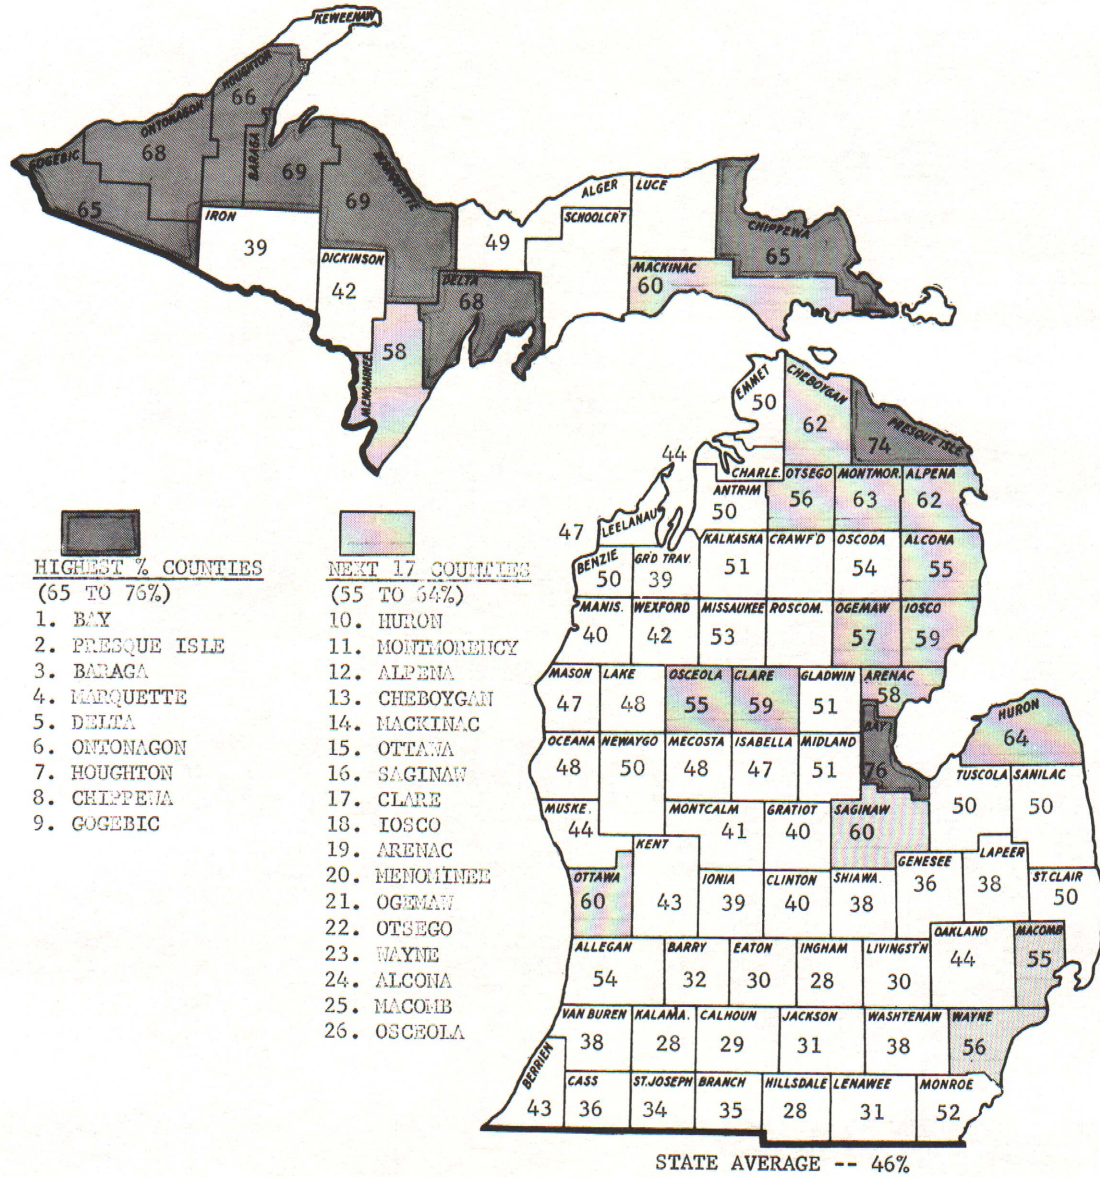 KEWEENAW
HOUGHTON
66
ONTONAGON
68
GOGEBIC
65
BARAGA
69
MARQUETTE
69
IRON
39
DICKINSON
42
49
ALGER
LUCE
SCHOOLCR'T
CHIPPEWA
65
MACKINAC
60
DELTA
68
MENOMINEE
58
EMMET
50
CHEBOYGAN
62
PRESQUE ISLE
74
44
CHARLE.
OTSEGO
56
MONTMOR.
63
ALPENA
62
ANTRIM
50
47
LEELANAU
BENZIE
50
GR'D TRAV.
39
KALKASKA
51
CRAWF'D
OSCODA
54
ALCONA
55
MANIS.
40
WEXFORD
42
MISSAUKEE
53
ROSCOM.
OGEMAW
57
IOSCO
59
MASON
47
LAKE
48
OSCEOLA
55
CLARE
59
GLADWIN
51
ARENAC
58
BAY
76
HURON
64
OCEANA
48
NEWAYGO
50
MECOSTA
48
ISABELLA
47
MIDLAND
51
TUSCOLA
50
SANILAC
50
MUSKE.
44
MONTCALM
41
GRATIOT
40
SAGINAW
60
KENT
43
OTTAWA
60
IONIA
39
CLINTON
40
SHIAWA.
38
GENESEE
36
LAPEER
38
ST.CLAIR
50
ALLEGAN
54
BARRY
32
EATON
30
INGHAM
28
LIVINGST'N
30
OAKLAND
44
MACOMB
55
VAN BUREN
38
KALAMA.
28
CALHOUN
29
JACKSON
31
WASHTENAW
38
WAYNE
56
BERRIEN
43
CASS
36
ST.JOSEPH
34
BRANCH
35
HILLSDALE
28
LENAWEE
31
MONROE
52
HIGHEST % COUNTIES
(65 TO 76%)
1. BAY
2. PRESQUE ISLE
3. BARAGA
4. MARQUETTE
5. DELTA
6. ONTONAGON
7. HOUGHTON
8. CHIPPEWA
9. GOGEBIC
NEXT 17 COUNTIES
(55 TO 64%)
10. HURON
11. MONTMORENCY
12. ALPENA
13. CHEBOYGAN
14. MACKINAC
15. OTTAWA
16. SAGINAW
17. CLARE
18. IOSCO
19. ARENAC
20. MENOMINEE
21. OGEMAW
22. OTSEGO
23. WAYNE
24. ALCONA
25. MACOMB
26. OSCEOLA
STATE AVERAGE -- 46%